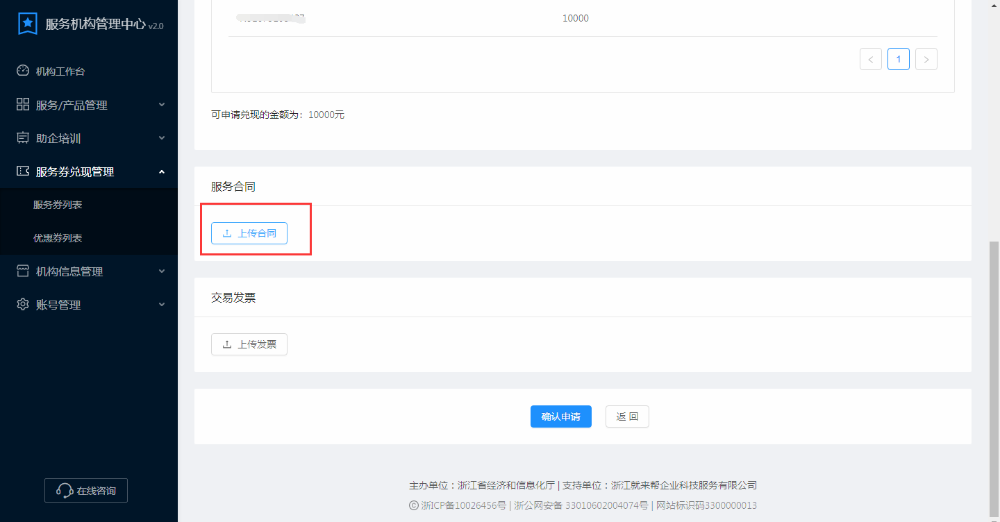 服务机构管理中心 v2.0
机构工作台
服务/产品管理
助企培训
服务券兑现管理
服务券列表
优惠券列表
机构信息管理
账号管理
在线咨询
10000
< 1 >
可申请兑现的金额为：10000元
服务合同
上传合同
交易发票
上传发票
确认申请 返 回
主办单位：浙江省经济和信息化厅 | 支持单位：浙江就来帮企业科技服务有限公司
© 浙ICP备10026456号 | 浙公网安备 33010602004074号 | 网站标识码3300000013